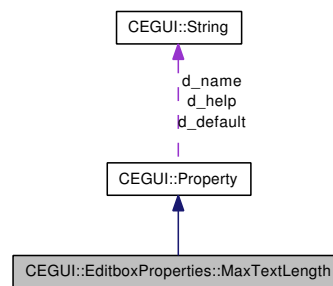 CEGUI::String
d_name
d_help
d_default
CEGUI::Property
CEGUI::EditboxProperties::MaxTextLength